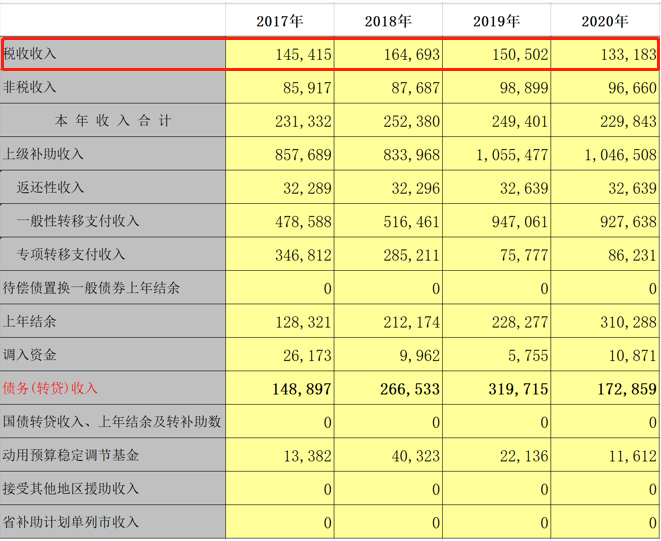 2017年 2018年 2019年 2020年
税收收入 145,415 164,693 150,502 133,183
非税收入 85,917 87,687 98,899 96,660
本 年 收 入 合 计 231,332 252,380 249,401 229,843
上级补助收入 857,689 833,968 1,055,477 1,046,508
返还性收入 32,289 32,296 32,639 32,639
一般性转移支付收入 478,588 516,461 947,061 927,638
专项转移支付收入 346,812 285,211 75,777 86,231
待偿债置换一般债券上年结余 0 0 0 0
上年结余 128,321 212,174 228,277 310,288
调入资金 26,173 9,962 5,755 10,871
债务(转贷)收入 148,897 266,533 319,715 172,859
国债转贷收入、上年结余及转补助数 0 0 0 0
动用预算稳定调节基金 13,382 40,323 22,136 11,612
接受其他地区援助收入 0 0 0 0
省补助计划单列市收入 0 0 0 0